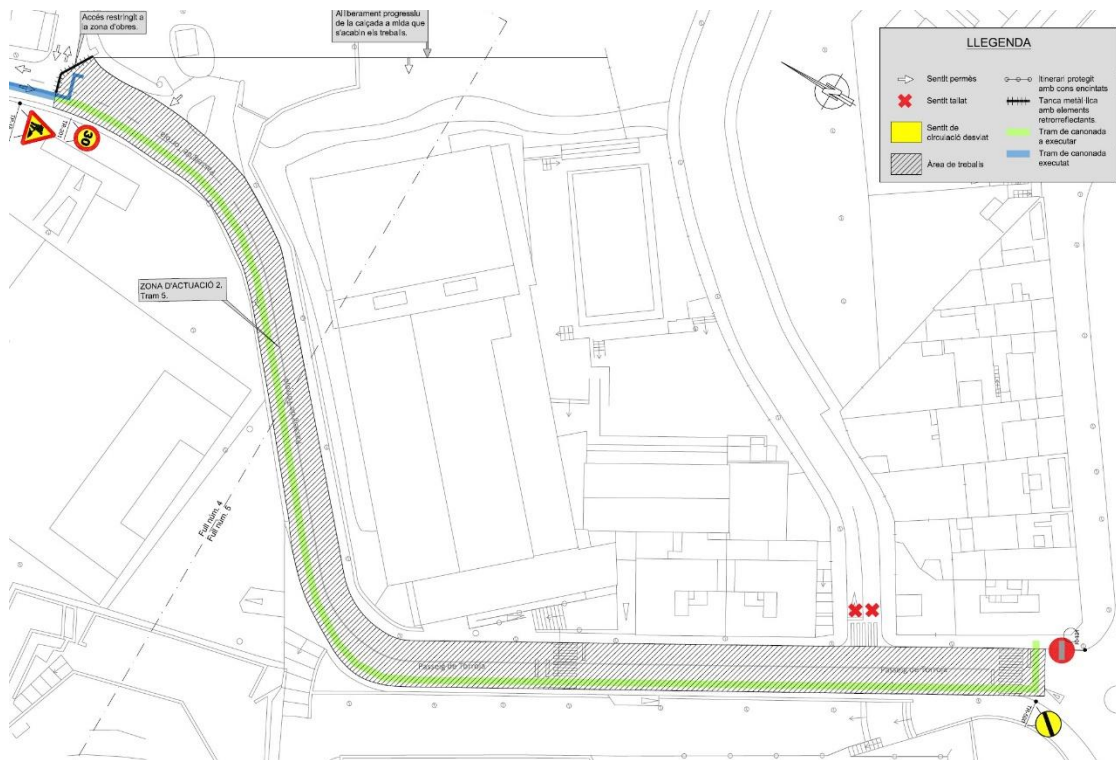 Accés restringit a
la zona d'obres.
Alliberament progressiu
de la calçada a mida que
s'acabin els treballs.
LLEGENDA
Sentit permès
Sentit tallat
Sentit de
circulació desviat
Àrea de treballs
Itinerari protegit
amb cons encintats
Tanca metàl·lica
amb elements
retrorreflectants.
Tram de canonada
a executar
Tram de canonada
executat
30
ZONA D'ACTUACIÓ 2.
Tram 5.
Full núm. 4
Full núm. 5
Passeig de Torroja
Passeig de Torroja